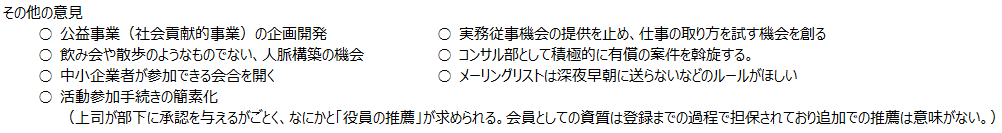 その他の意見
○ 公益事業（社会貢献的事業）の企画開発
○ 飲み会や散歩のようなものでない、人脈構築の機会
○ 中小企業者が参加できる会合を開く
○ 活動参加手続きの簡素化
（上司が部下に承認を与えるがごとく、なにかと「役員の推薦」が求められる。会員としての資質は登録までの過程で担保されており追加での推薦は意味がない。）
○ 実務従事機会の提供を止め、仕事の取り方を試す機会を創る
○ コンサル部として積極的に有償の案件を斡旋する。
○ メーリングリストは深夜早朝に送らないなどのルールがほしい